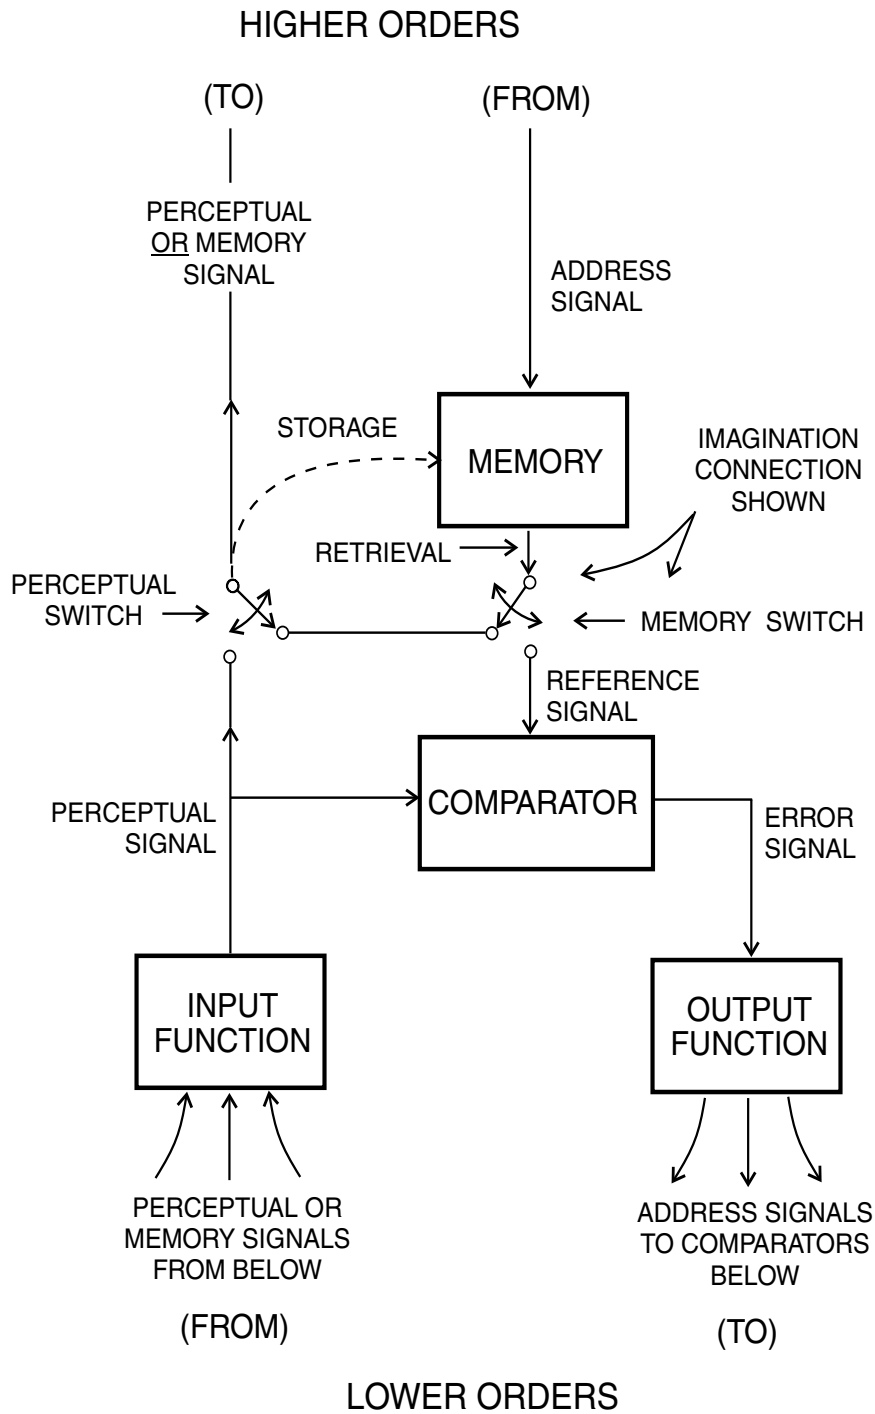 HIGHER ORDERS
(TO)
(FROM)
PERCEPTUAL
OR MEMORY
SIGNAL
ADDRESS
SIGNAL
STORAGE
MEMORY
IMAGINATION
CONNECTION
SHOWN
RETRIEVAL
PERCEPTUAL
SWITCH
MEMORY SWITCH
REFERENCE
SIGNAL
PERCEPTUAL
SIGNAL
COMPARATOR
ERROR
SIGNAL
INPUT
FUNCTION
OUTPUT
FUNCTION
PERCEPTUAL OR
MEMORY SIGNALS
FROM BELOW
(FROM)
ADDRESS SIGNALS
TO COMPARATORS
BELOW
(TO)
LOWER ORDERS